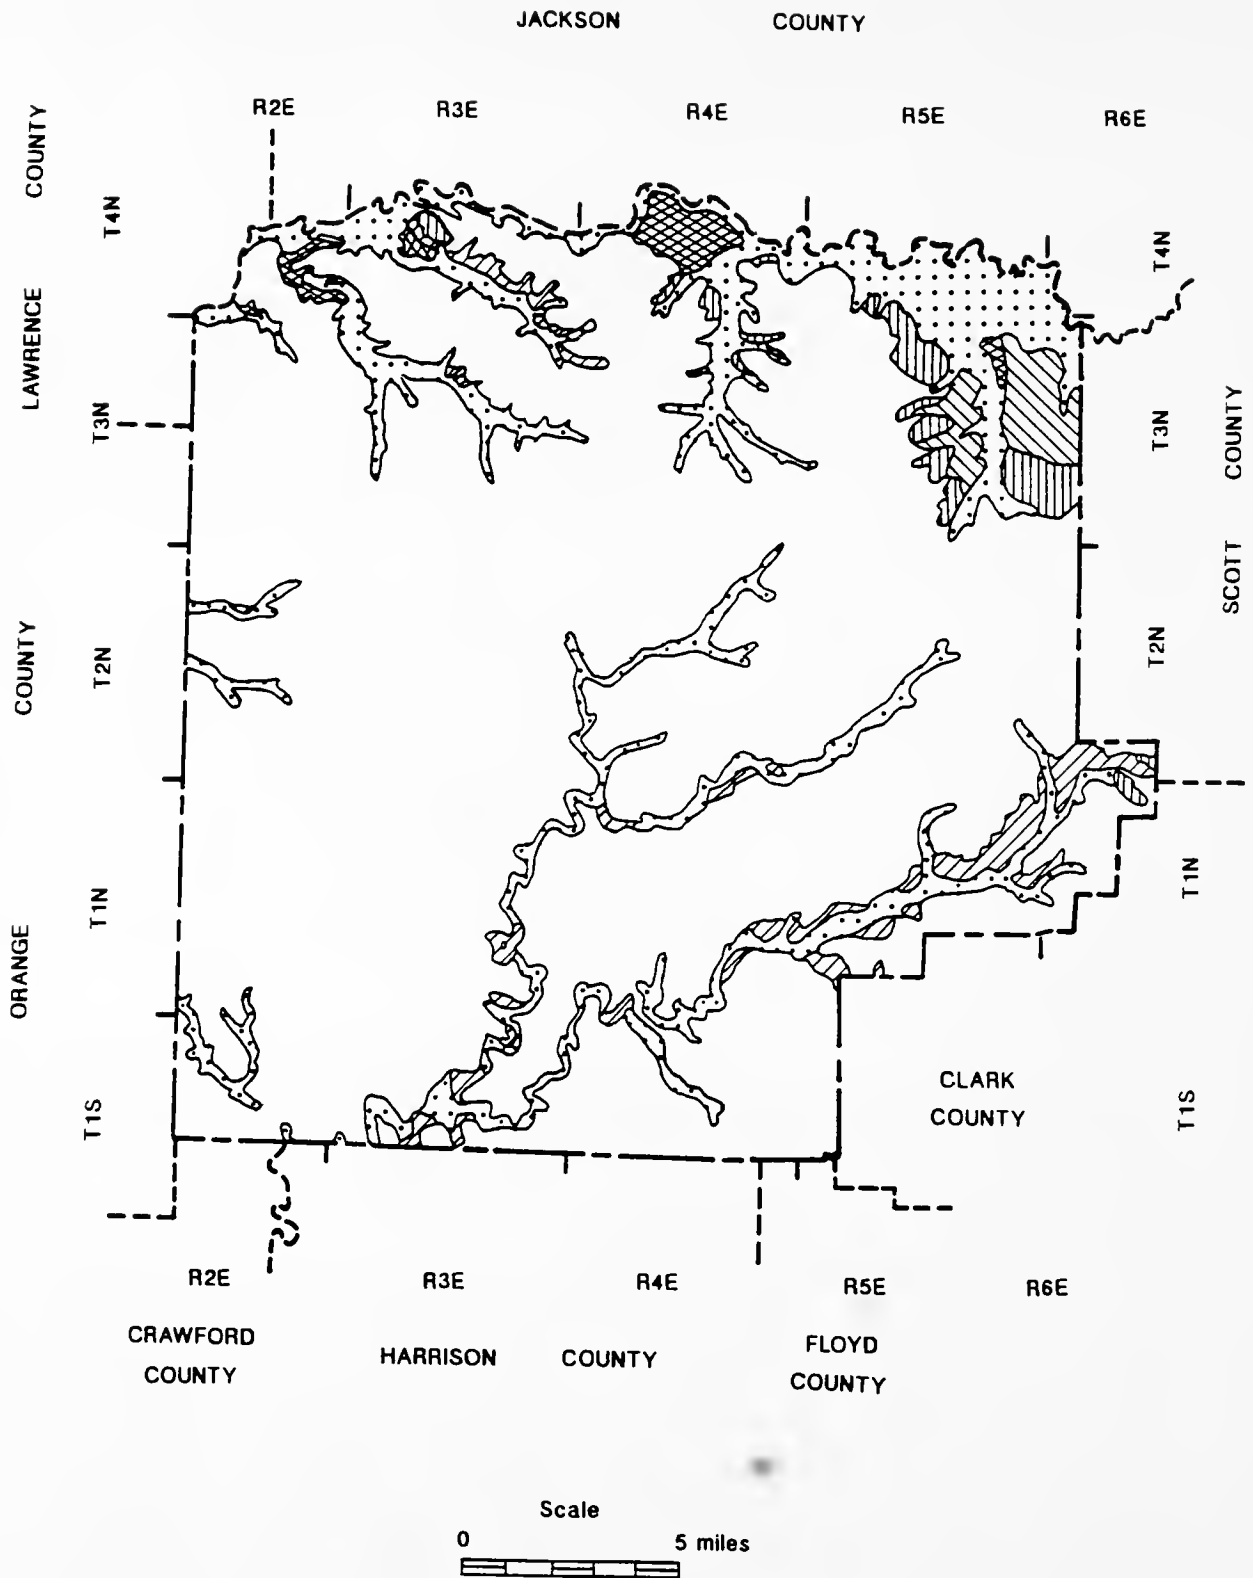 JACKSON COUNTY
R2E R3E R4E R5E R6E
LAWRENCE COUNTY
T4N
T4N
T3N
T3N
SCOTT COUNTY
ORANGE COUNTY
T2N
T2N
T1N
T1N
T1S
T1S
CLARK
COUNTY
R2E R3E R4E R5E R6E
CRAWFORD
COUNTY
HARRISON COUNTY
FLOYD
COUNTY
Scale
0 5 miles